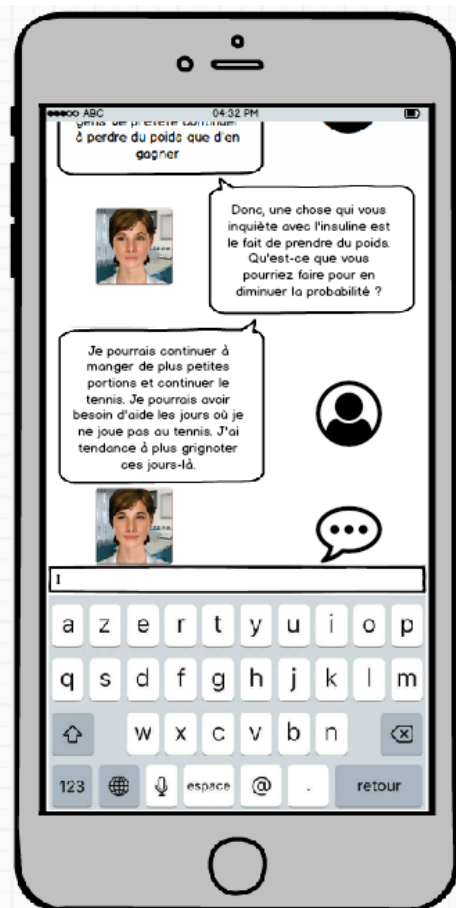 ABC 04:32 PM
à perdre du poids que d'en
gagner
Donc, une chose qui vous
inquiète avec l'insuline est
le fait de prendre du poids.
Qu'est-ce que vous
pourriez faire pour en
diminuer la probabilité ?
Je pourrais continuer à
manger de plus petites
portions et continuer le
tennis. Je pourrais avoir
besoin d'aide les jours où je
ne joue pas au tennis. J'ai
tendance à plus grignoter
ces jours-là.
I
a z e r t y u i o p
q s d f g h j k l m
w x c v b n
123 espace @ . retour